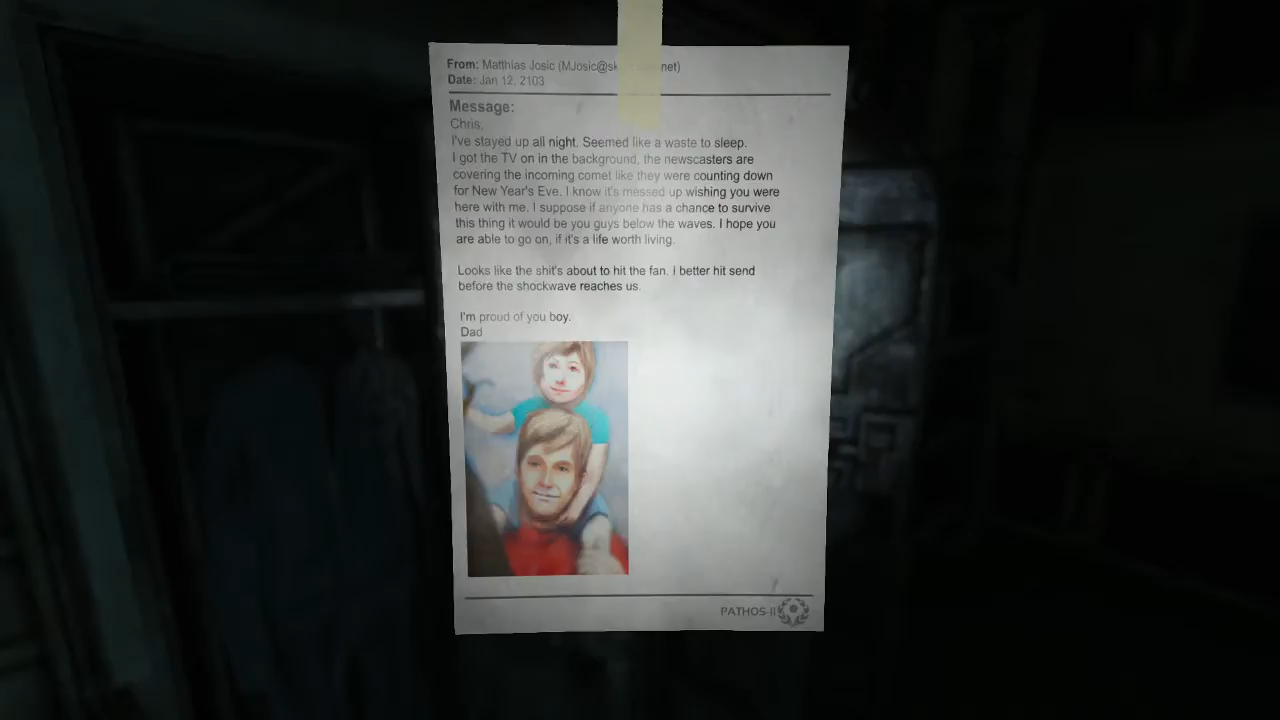 From: Matthias Josic (MJosic@sk net)
Date: Jan 12, 2103
Message:
Chris,
I've stayed up all night. Seemed like a waste to sleep.
I got the TV on in the background, the newscasters are
covering the incoming comet like they were counting down
for New Year's Eve. I know it's messed up wishing you were
here with me. I suppose if anyone has a chance to survive
this thing it would be you guys below the waves. I hope you
are able to go on, if it's a life worth living.
Looks like the shit's about to hit the fan. I better hit send
before the shockwave reaches us.
I'm proud of you boy.
Dad
PATHOS-II